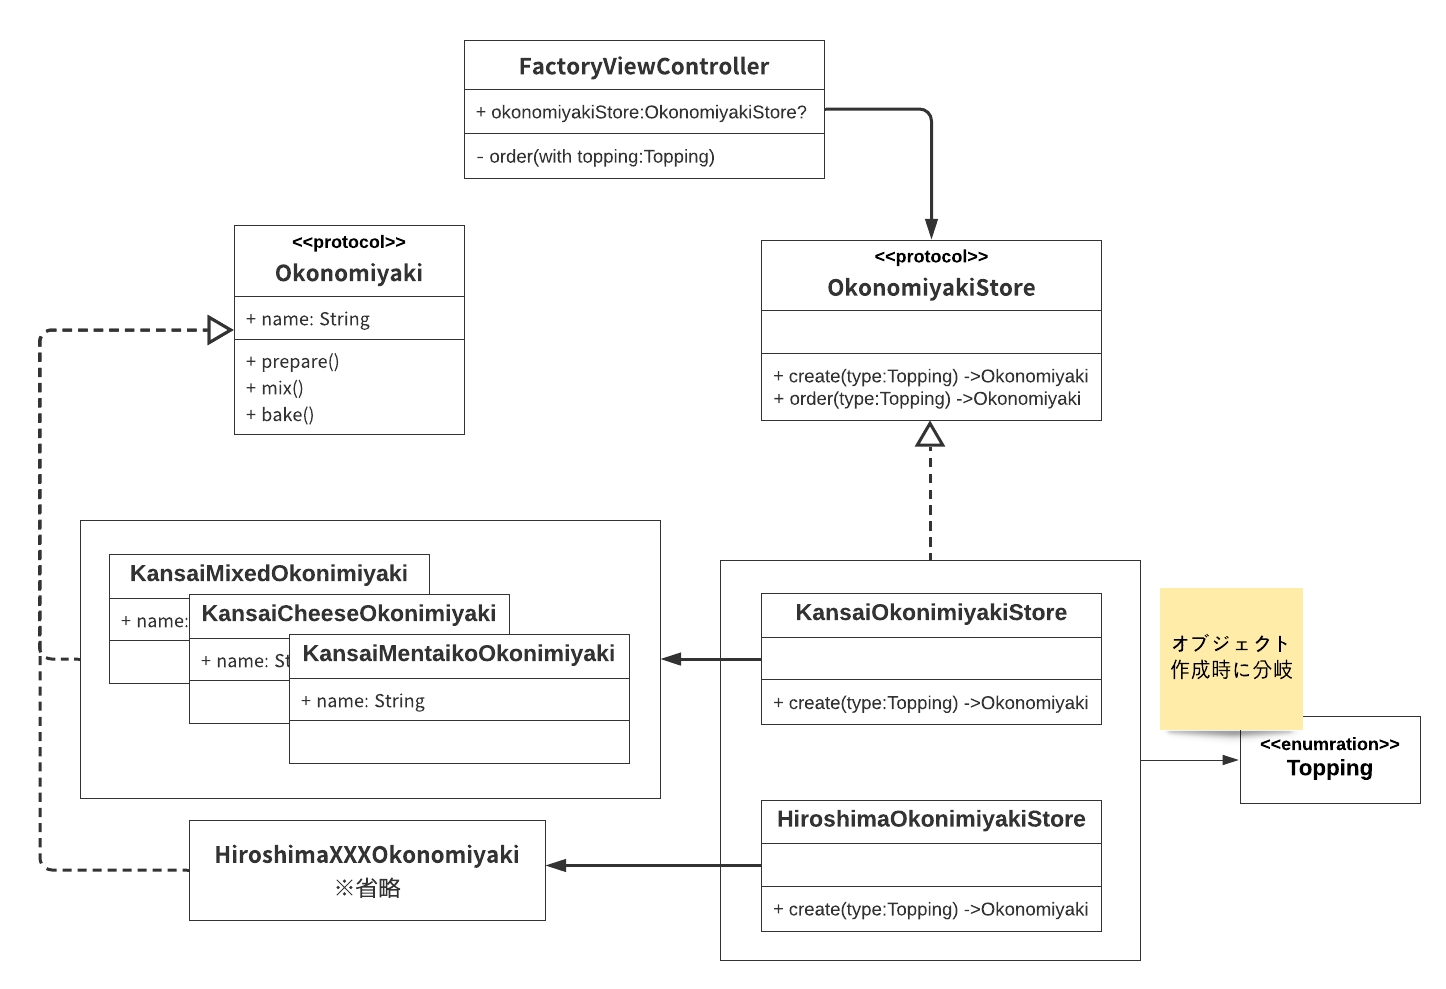 FactoryViewController
+ okonomiyakiStore:OkonomiyakiStore?
- order(with topping:Topping)
<<protocol>>
Okonomiyaki
+ name: String
+ prepare()
+ mix()
+ bake()
<<protocol>>
OkonomiyakiStore
+ create(type:Topping) ->Okonomiyaki
+ order(type:Topping) ->Okonomiyaki
KansaiMixedOkonimiyaki
+ name:
KansaiCheeseOkonimiyaki
+ name: St
KansaiMentaikoOkonimiyaki
+ name: String
HiroshimaXXXOkonomiyaki
※省略
KansaiOkonimiyakiStore
+ create(type:Topping) ->Okonomiyaki
HiroshimaOkonimiyakiStore
+ create(type:Topping) ->Okonomiyaki
オブジェクト
作成時に分岐
<<enumration>>
Topping